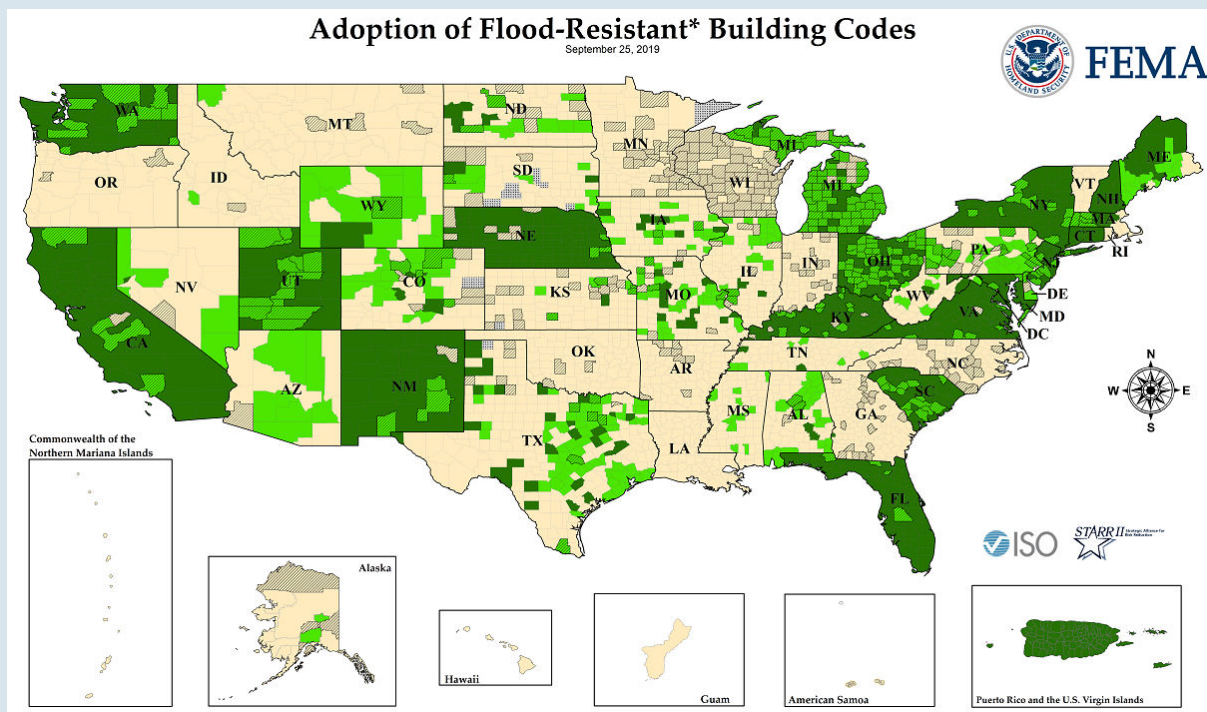 Adoption of Flood-Resistant* Building Codes
September 25, 2019
FEMA
WA
MT
ND
MN
OR
ID
SD
WI
MI
MI
ME
VT
NH
NY
MA
CT
RI
WY
NE
IA
PA
NJ
NV
UT
CO
KS
MO
IL
IN
OH
WV
VA
KY
DE
MD
DC
CA
AZ
NM
OK
AR
TN
NC
SC
TX
LA
MS
AL
GA
FL
N
W
E
S
Commonwealth of the
Northern Mariana Islands
Alaska
Hawaii
Guam
American Samoa
Puerto Rico and the U.S. Virgin Islands
ISO
STARR II